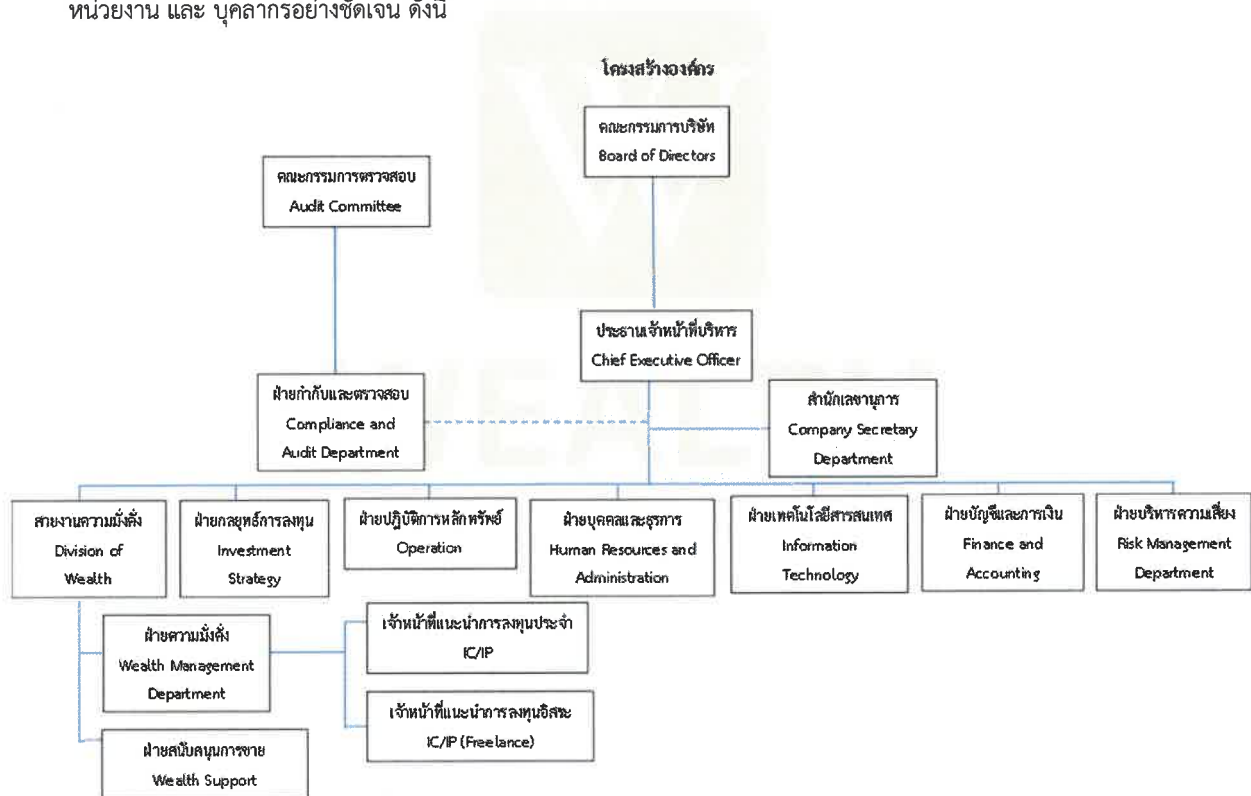 หน่วยงาน และ บุคลากรอย่างชัดเจน ดังนี้
โครงสร้างองค์กร
คณะกรรมการบริษัท
Board of Directors
คณะกรรมการตรวจสอบ
Audit Committee
ประธานเจ้าหน้าที่บริหาร
Chief Executive Officer
ฝ่ายกำกับและตรวจสอบ
Compliance and
Audit Department
สำนักเลขานุการ
Company Secretary
Department
สายงานความมั่งคั่ง
Division of
Wealth
ฝ่ายกลยุทธ์การลงทุน
Investment
Strategy
ฝ่ายปฏิบัติการหลักทรัพย์
Operation
ฝ่ายบุคคลและธุรการ
Human Resources and
Administration
ฝ่ายเทคโนโลยีสารสนเทศ
Information
Technology
ฝ่ายบัญชีและการเงิน
Finance and
Accounting
ฝ่ายบริหารความเสี่ยง
Risk Management
Department
ฝ่ายความมั่งคั่ง
Wealth Management
Department
เจ้าหน้าที่แนะนำการลงทุนประจำ
IC/IP
เจ้าหน้าที่แนะนำการลงทุนอิสระ
IC/IP (Freelance)
ฝ่ายสนับสนุนการขาย
Wealth Support